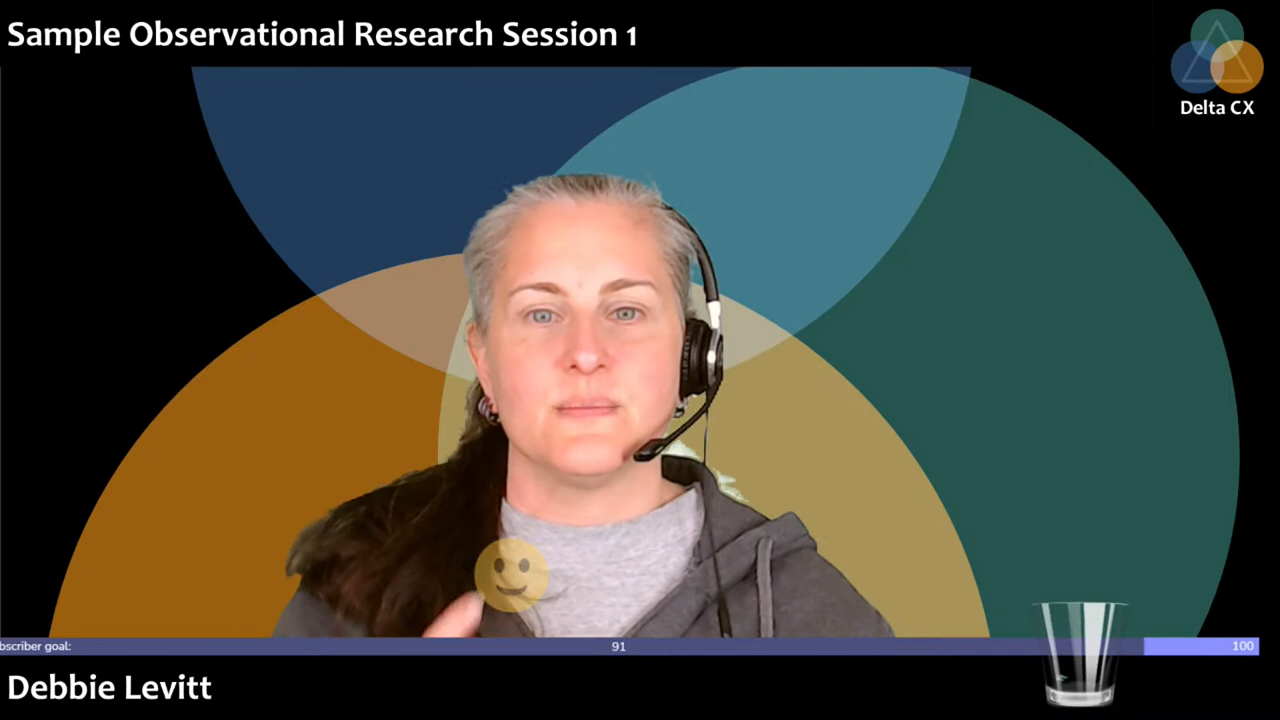 Sample Observational Research Session 1
Delta CX
bscriber goal:
91
100
Debbie Levitt